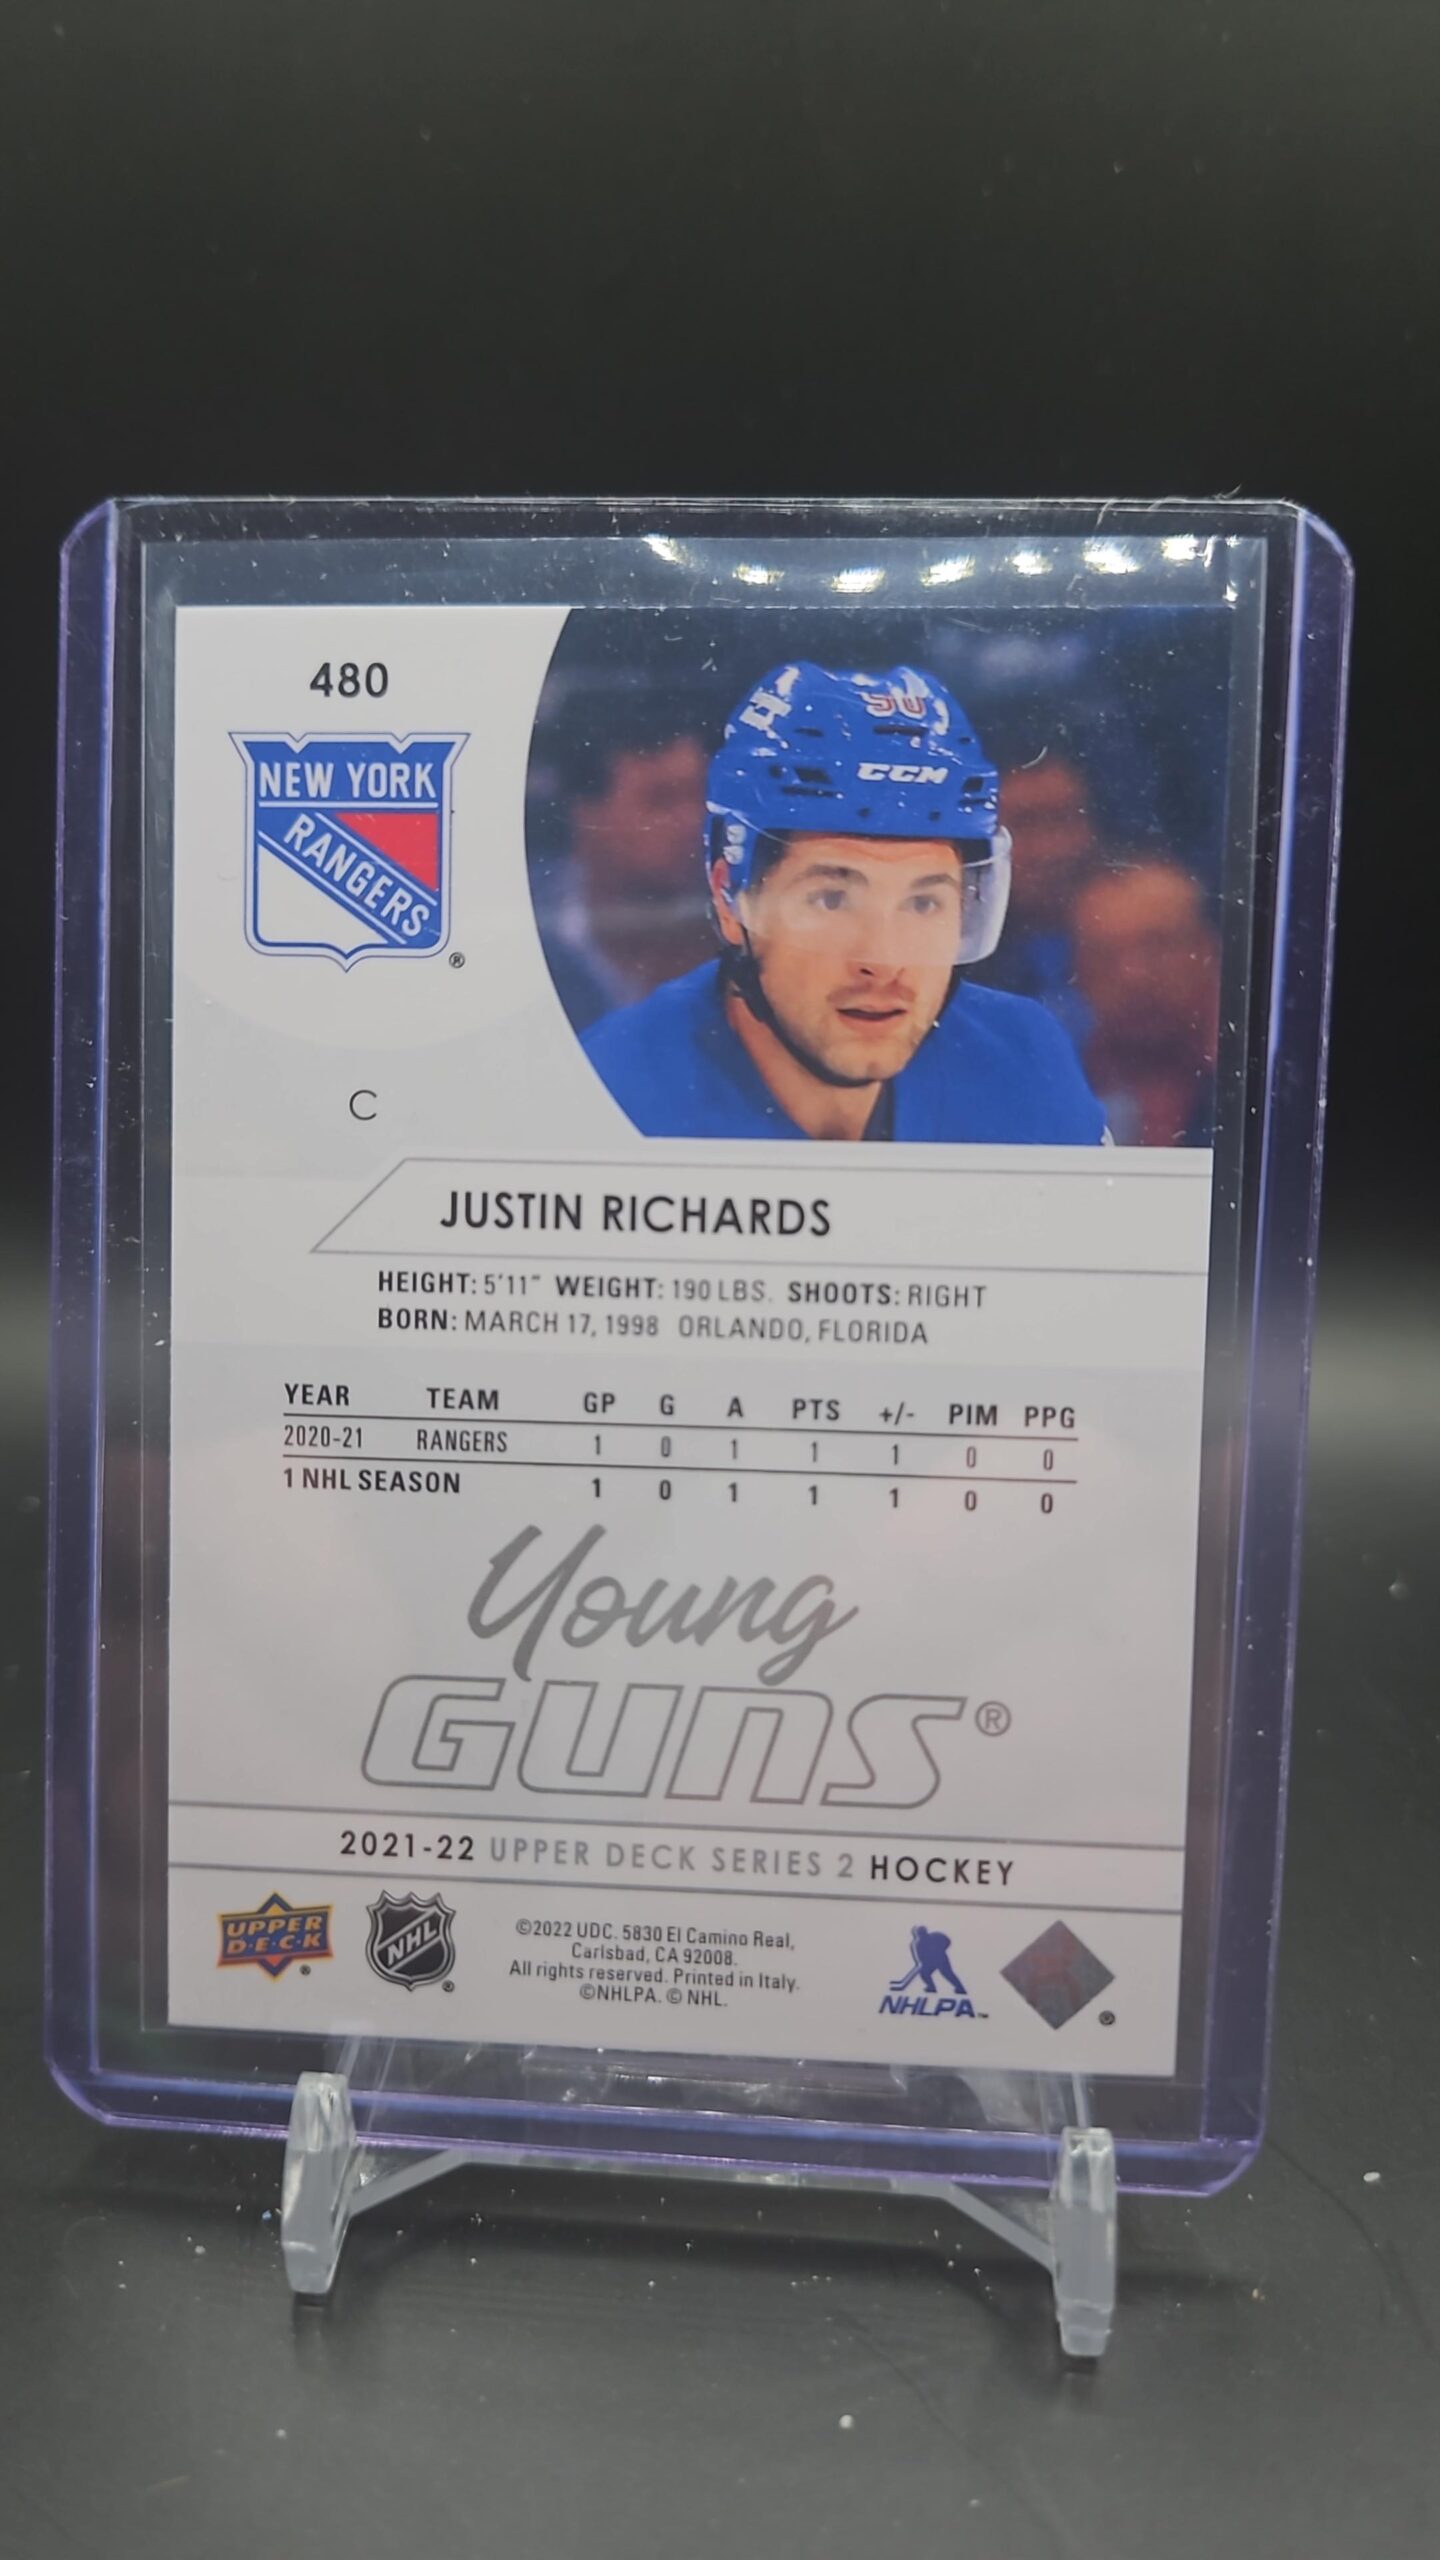 480
NEW YORK
RANGERS
®
90
CCM
C
JUSTIN RICHARDS
HEIGHT: 5'11" WEIGHT: 190 LBS. SHOOTS: RIGHT
BORN: MARCH 17, 1998 ORLANDO, FLORIDA
YEAR TEAM GP G A PTS +/- PIM PPG
2020-21 RANGERS 1 0 1 1 1 0 0
1 NHL SEASON 1 0 1 1 1 0 0
Young
GUNS®
2021-22 UPPER DECK SERIES 2 HOCKEY
UPPER
D·E·C·K
®
NHL
®
©2022 UDC. 5830 El Camino Real,
Carlsbad, CA 92008.
All rights reserved. Printed in Italy.
©NHLPA. © NHL.
NHLPA™
®